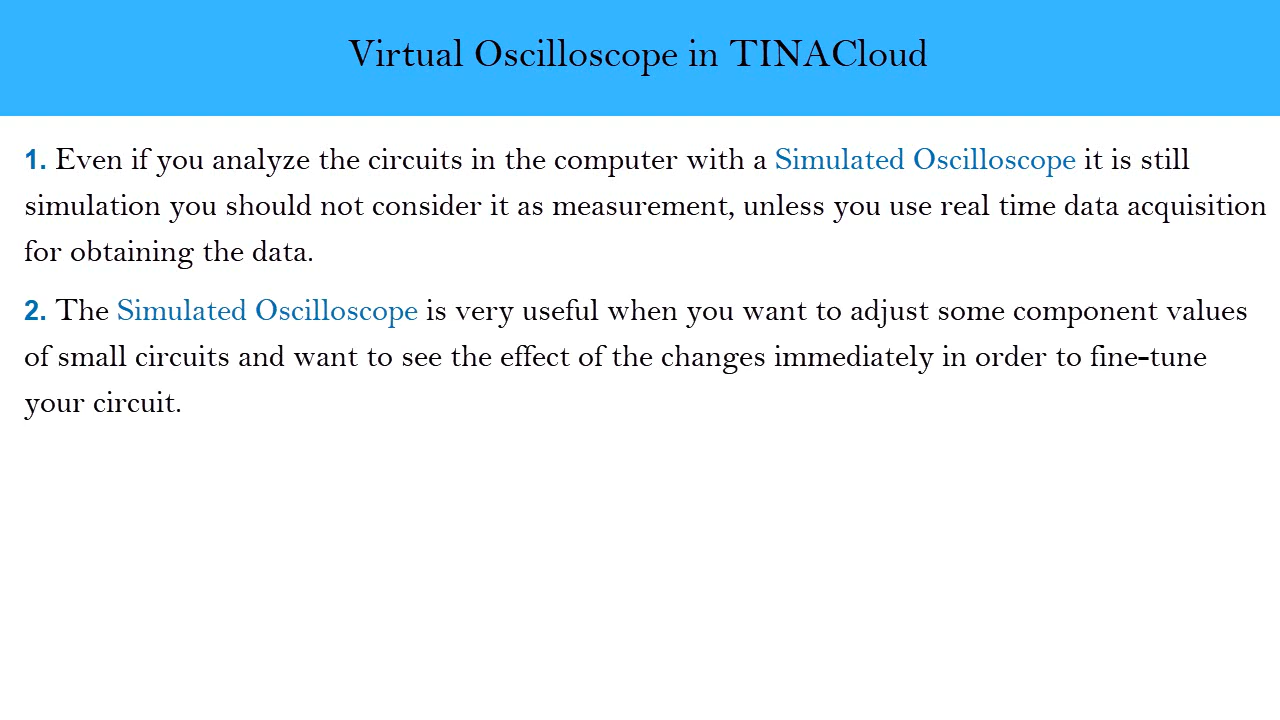 Virtual Oscilloscope in TINACloud
1. Even if you analyze the circuits in the computer with a Simulated Oscilloscope it is still
simulation you should not consider it as measurement, unless you use real time data acquisition
for obtaining the data.
2. The Simulated Oscilloscope is very useful when you want to adjust some component values
of small circuits and want to see the effect of the changes immediately in order to fine-tune
your circuit.